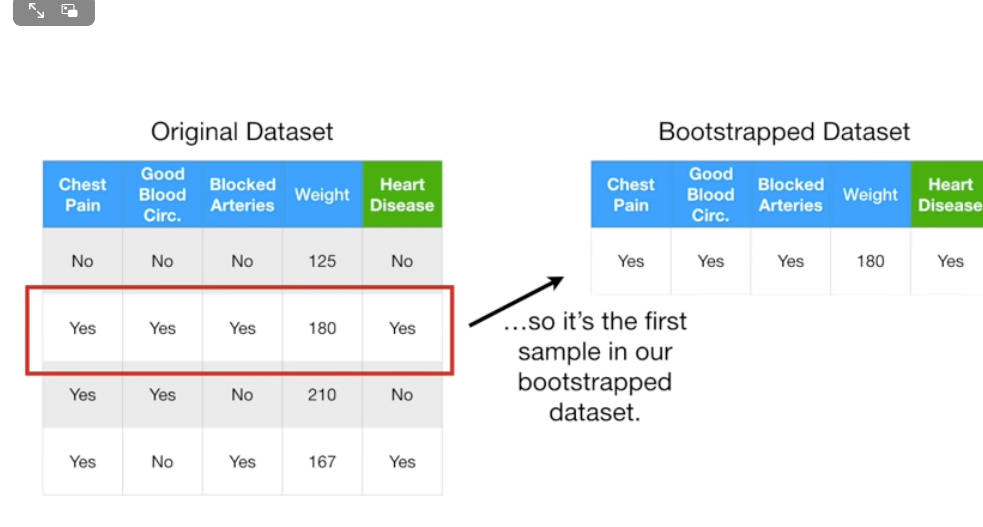 Original Dataset
Chest Pain Good Blood Circ. Blocked Arteries Weight Heart Disease
No No No 125 No
Yes Yes Yes 180 Yes
Yes Yes No 210 No
Yes No Yes 167 Yes
Bootstrapped Dataset
Chest Pain Good Blood Circ. Blocked Arteries Weight Heart Disease
Yes Yes Yes 180 Yes
…so it’s the first
sample in our
bootstrapped
dataset.